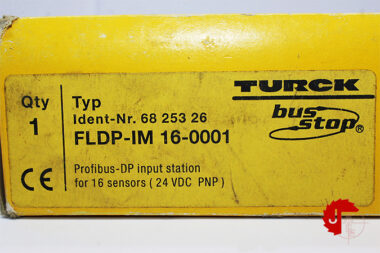 TURCK
bus
stop®
Qty
1
Typ
Ident-Nr. 68 253 26
FLDP-IM 16-0001
Profibus-DP input station
for 16 sensors ( 24 VDC PNP )
CE